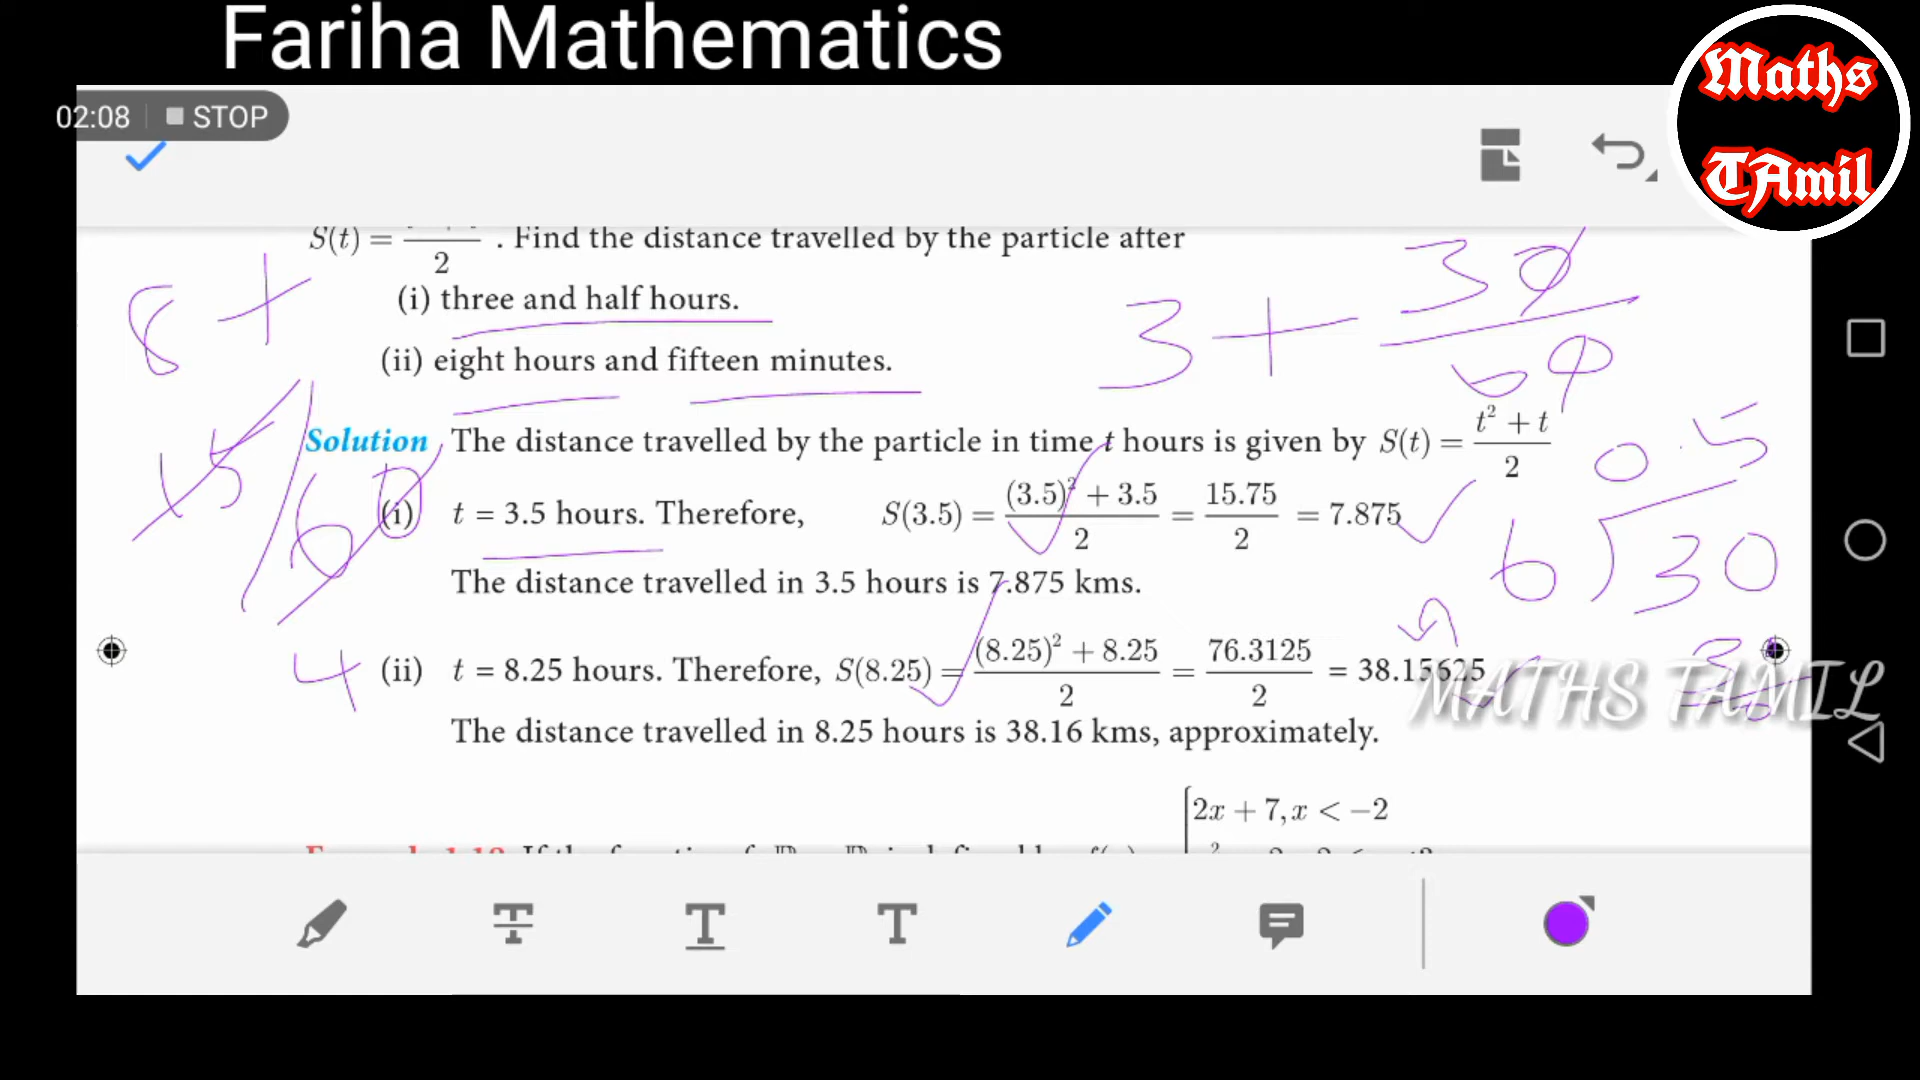 Fariha Mathematics
Maths
TAmil
02:08 STOP
S(t) = 2 . Find the distance travelled by the particle after
(i) three and half hours.
(ii) eight hours and fifteen minutes.
8 +
15/60
4
3 + 30/60
0.5
6)30
30
Solution The distance travelled by the particle in time t hours is given by S(t) = (t² + t)/2
(i) t = 3.5 hours. Therefore, S(3.5) = ((3.5)² + 3.5)/2 = 15.75/2 = 7.875
The distance travelled in 3.5 hours is 7.875 kms.
(ii) t = 8.25 hours. Therefore, S(8.25) = ((8.25)² + 8.25)/2 = 76.3125/2 = 38.15625
MATHS TAMIL
The distance travelled in 8.25 hours is 38.16 kms, approximately.
2x + 7, x < −2